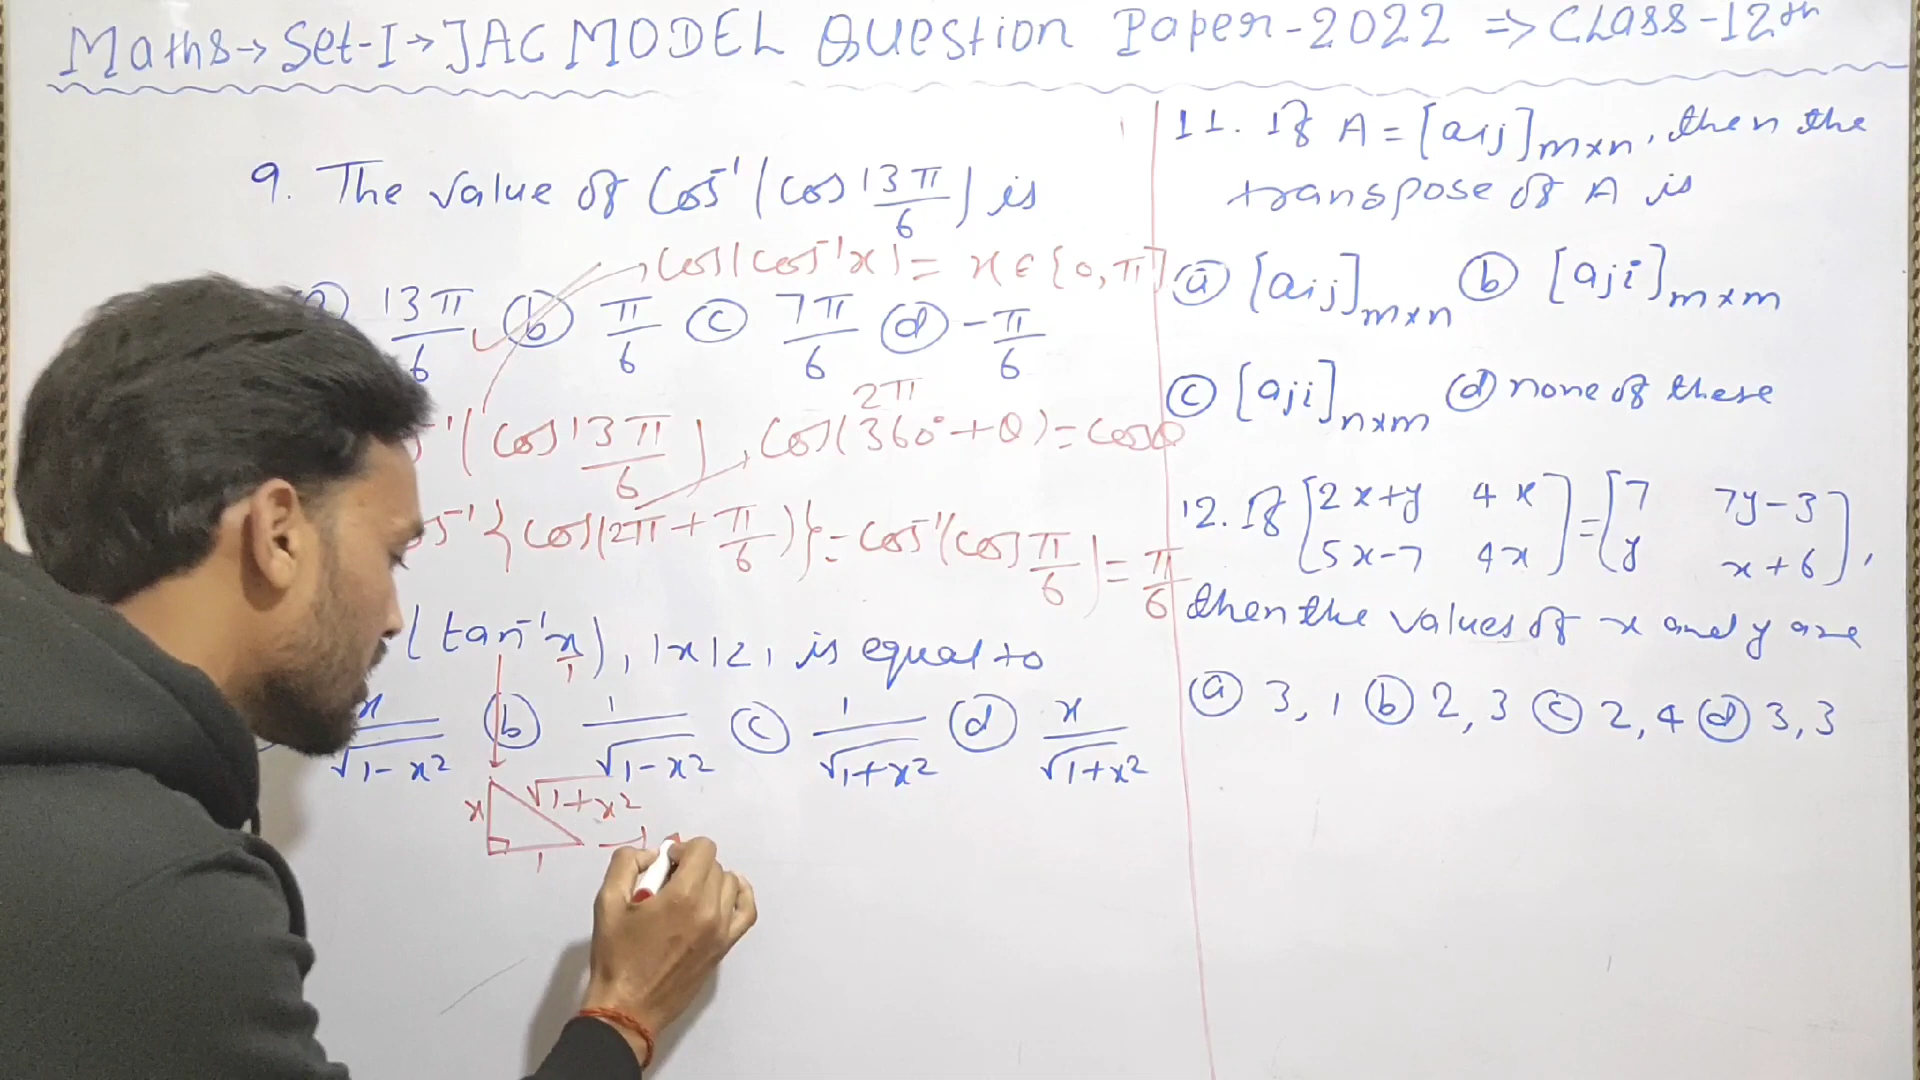 Maths→Set-I→JAC MODEL Question Paper-2022 ⇒ Class-12th
9. The value of Cos⁻¹(cos 13π/6) is
cos(cos⁻¹x) = x ∈ [0, π]
13π/6 ✓(b) π/6 (c) 7π/6 (d) -π/6
(cos 13π/6), cos(360°+θ)=cosθ
2π
{cos(2π+π/6)}=cos⁻¹(cos π/6)=π/6
(tan⁻¹x/1), |x|<1 is equal to
x/√1-x² (b) 1/√1-x² (c) 1/√1+x² (d) x/√1+x²
x √1+x²
1
11. If A = [aij]m×n, then the
transpose of A is
(a) [aij]m×n (b) [aji]m×m
(c) [aji]n×m (d) none of these
12. If [2x+y 4x] = [7 7y-3]
[5x-7 4x] [y x+6],
then the values of x and y are
(a) 3, 1 (b) 2, 3 (c) 2, 4 (d) 3, 3